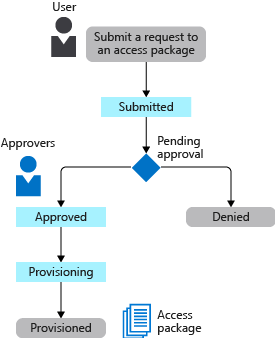 User
Submit a request to
an access package
Submitted
Pending
approval
Approvers
Approved
Denied
Provisioning
Provisioned
Access
package